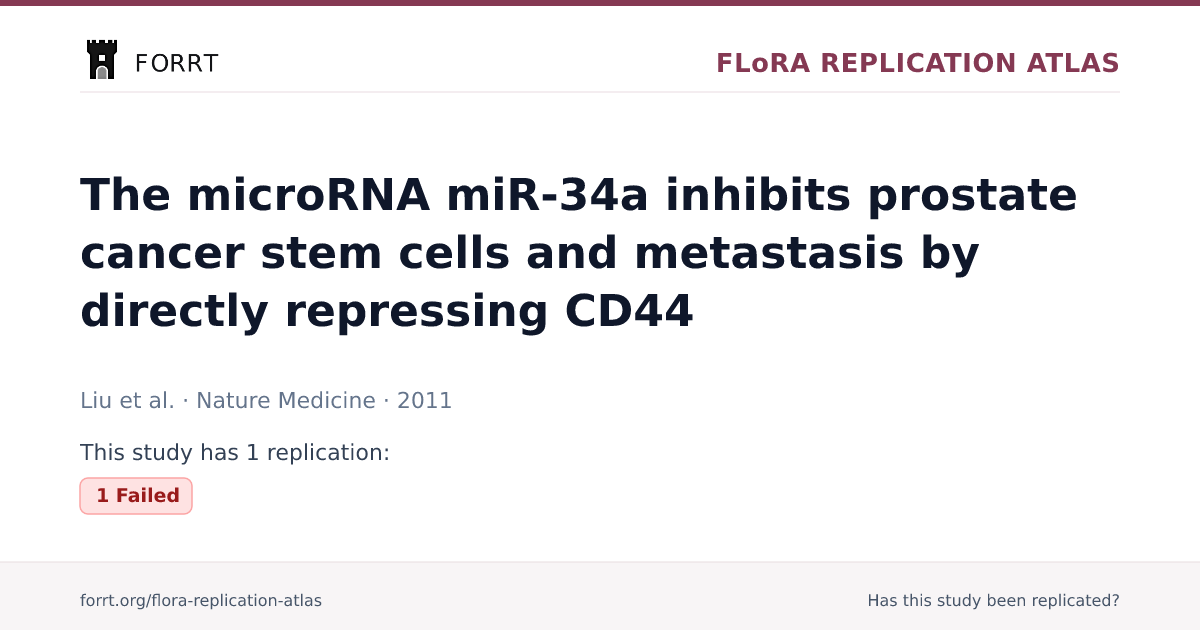 FORRT
FLoRA REPLICATION ATLAS
The microRNA miR-34a inhibits prostate
cancer stem cells and metastasis by
directly repressing CD44
Liu et al. · Nature Medicine · 2011
This study has 1 replication:
1 Failed
forrt.org/flora-replication-atlas
Has this study been replicated?